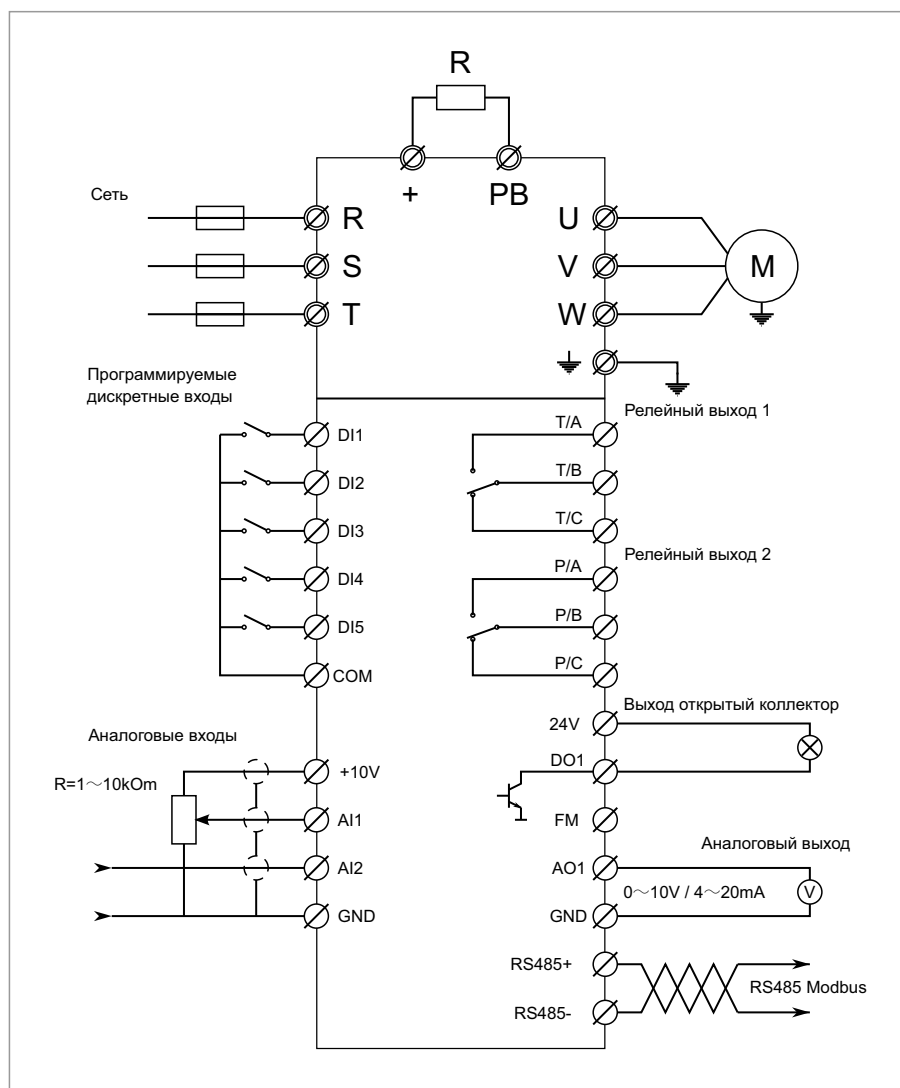 R
+
PB
Сеть
R
U
S
V
M
T
W
Программируемые
дискретные входы
Релейный выход 1
DI1
T/A
DI2
T/B
DI3
T/C
Релейный выход 2
DI4
P/A
DI5
P/B
COM
P/C
Выход открытый коллектор
24V
Аналоговые входы
DO1
R=1～10kOm
+10V
AI1
FM
Аналоговый выход
AI2
AO1
0～10V / 4～20mA
V
GND
GND
RS485+
RS485 Modbus
RS485-